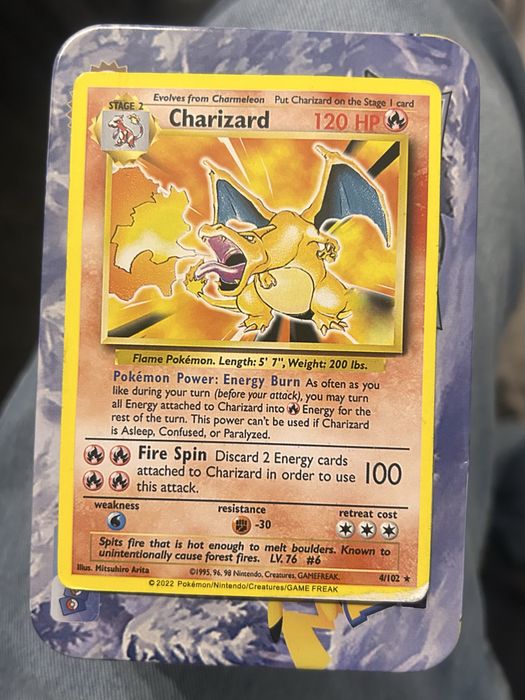 Evolves from Charmeleon Put Charizard on the Stage 1 card
STAGE 2
Charizard 120 HP
Flame Pokémon. Length: 5' 7", Weight: 200 lbs.
Pokémon Power: Energy Burn As often as you
like during your turn (before your attack), you may turn
all Energy attached to Charizard into Energy for the
rest of the turn. This power can't be used if Charizard
is Asleep, Confused, or Paralyzed.
Fire Spin Discard 2 Energy cards
attached to Charizard in order to use
this attack.
100
weakness resistance retreat cost
-30
Spits fire that is hot enough to melt boulders. Known to
unintentionally cause forest fires. LV. 76 #6
Illus. Mitsuhiro Arita ©1995, 96, 98 Nintendo, Creatures, GAMEFREAK. 4/102 ★
© 2022 Pokémon/Nintendo/Creatures/GAME FREAK